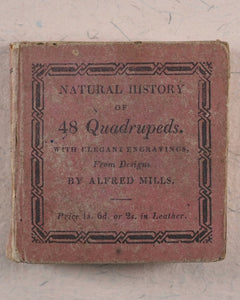 NATURAL HISTORY
OF
48 Quadrupeds.
WITH ELEGANT ENGRAVINGS,
From Designs
BY ALFRED MILLS.
Price 1s. 6d. or 2s. in Leather.